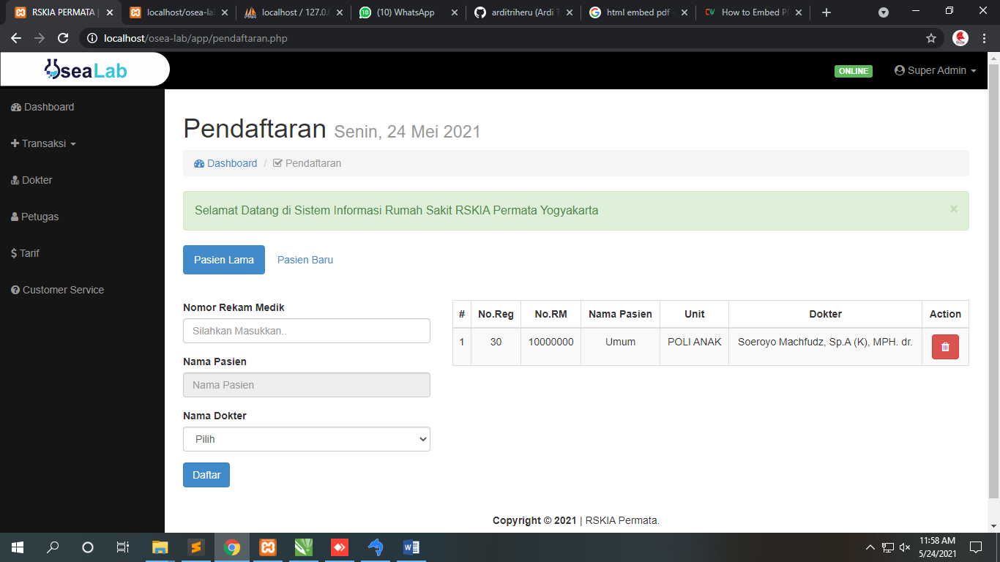 RSKIA PERMATA |
localhost/osea-la
localhost / 127.0.
(10) WhatsApp
arditriheru (Ardi T
html embed pdf -
How to Embed P
localhost/osea-lab/app/pendaftaran.php
OseaLab
ONLINE
Super Admin
Dashboard
Transaksi
Dokter
Petugas
Tarif
Customer Service
Pendaftaran Senin, 24 Mei 2021
Dashboard / Pendaftaran
Selamat Datang di Sistem Informasi Rumah Sakit RSKIA Permata Yogyakarta
×
Pasien Lama Pasien Baru
Nomor Rekam Medik
Silahkan Masukkan..
Nama Pasien
Nama Pasien
Nama Dokter
Pilih
Daftar
# No.Reg No.RM Nama Pasien Unit Dokter Action
1 30 10000000 Umum POLI ANAK Soeroyo Machfudz, Sp.A (K), MPH. dr.
Copyright © 2021 | RSKIA Permata.
11:58 AM
5/24/2021